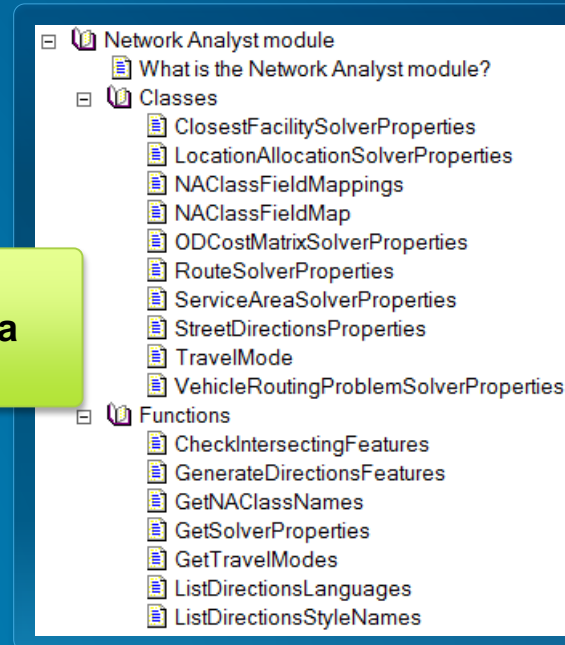 Network Analyst module
What is the Network Analyst module?
Classes
ClosestFacilitySolverProperties
LocationAllocationSolverProperties
NAClassFieldMappings
NAClassFieldMap
ODCostMatrixSolverProperties
RouteSolverProperties
ServiceAreaSolverProperties
a
StreetDirectionsProperties
TravelMode
VehicleRoutingProblemSolverProperties
Functions
CheckIntersectingFeatures
GenerateDirectionsFeatures
GetNAClassNames
GetSolverProperties
GetTravelModes
ListDirectionsLanguages
ListDirectionsStyleNames